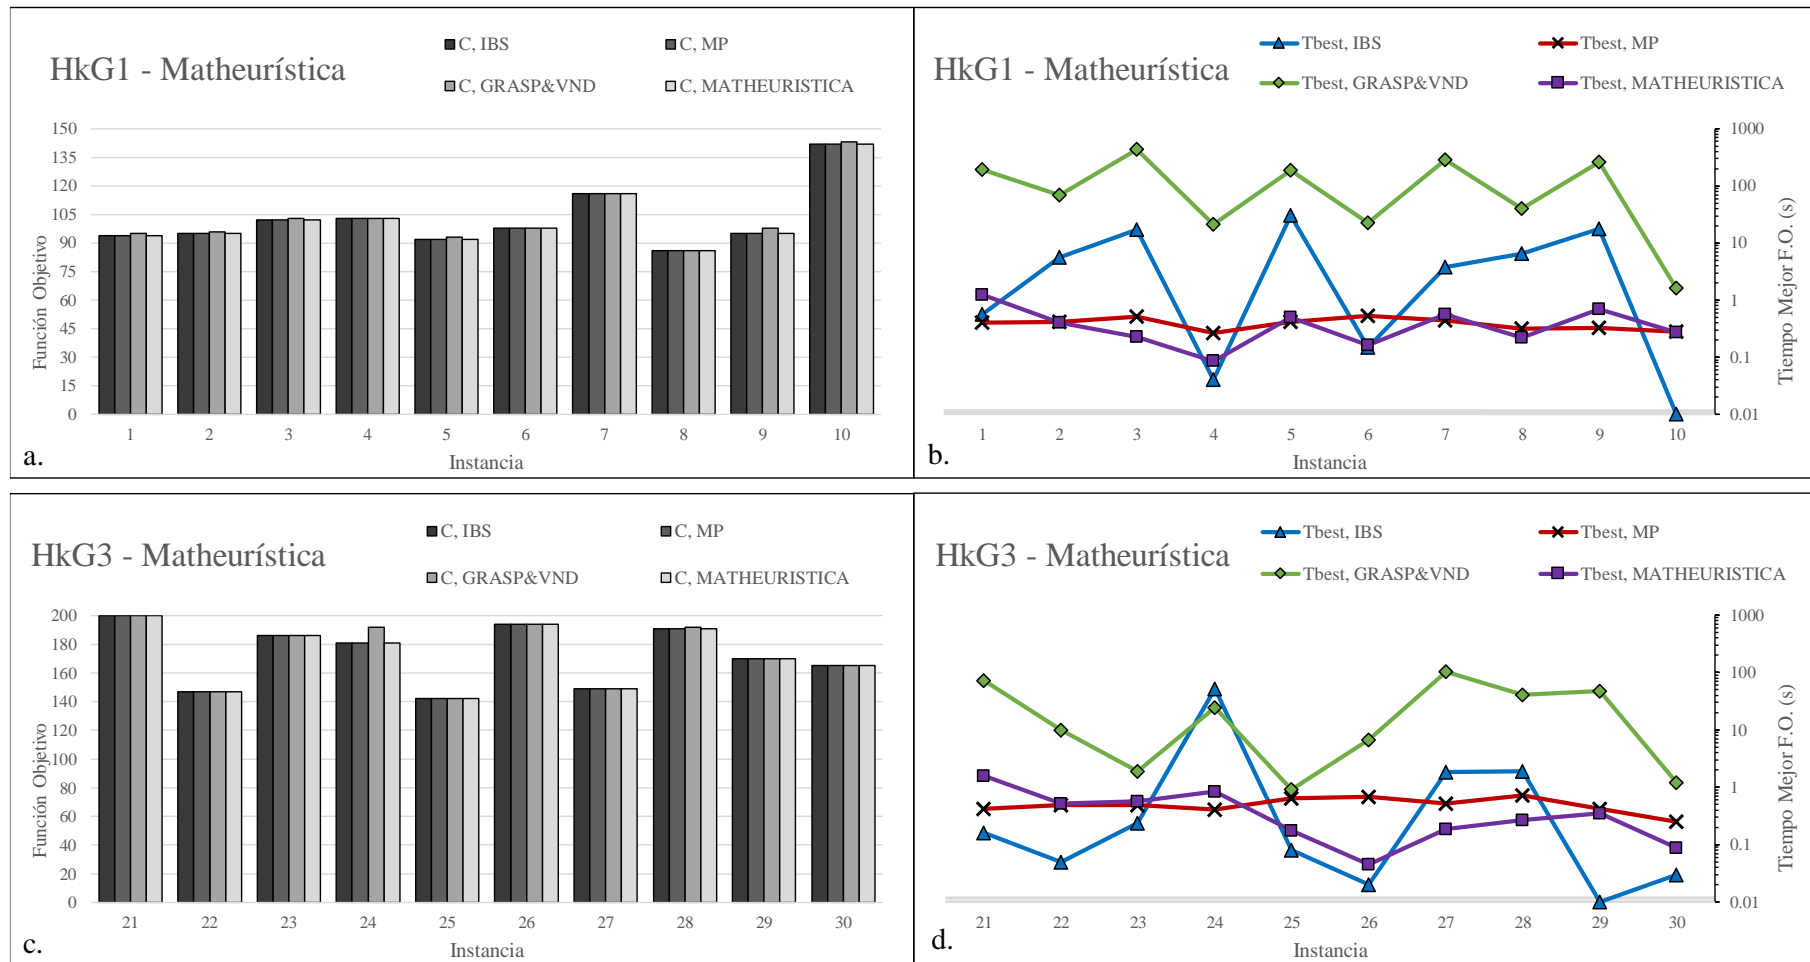 HkG1 - Matheurística
C, IBS
C, MP
C, GRASP&VND
C, MATHEURISTICA
Función Objetivo
150
135
120
105
90
75
60
45
30
15
0
1 2 3 4 5 6 7 8 9 10
Instancia
a.
HkG1 - Matheurística
Tbest, IBS
Tbest, MP
Tbest, GRASP&VND
Tbest, MATHEURISTICA
1000
100
10
1
0.1
0.01
Tiempo Mejor F.O. (s)
1 2 3 4 5 6 7 8 9 10
Instancia
b.
HkG3 - Matheurística
C, IBS
C, MP
C, GRASP&VND
C, MATHEURISTICA
Función Objetivo
200
180
160
140
120
100
80
60
40
20
0
21 22 23 24 25 26 27 28 29 30
Instancia
c.
HkG3 - Matheurística
Tbest, IBS
Tbest, MP
Tbest, GRASP&VND
Tbest, MATHEURISTICA
1000
100
10
1
0.1
0.01
Tiempo Mejor F.O. (s)
21 22 23 24 25 26 27 28 29 30
Instancia
d.